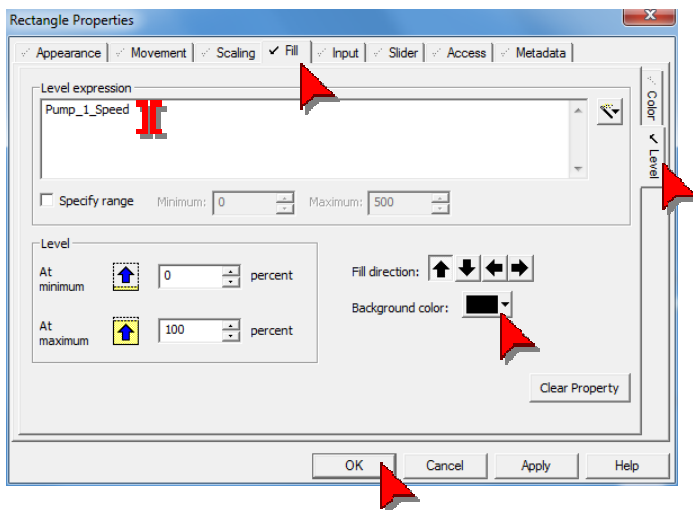 Rectangle Properties
x
Appearance Movement Scaling Fill Input Slider Access Metadata
Level expression
Pump_1_Speed
Color
Level
Specify range Minimum: 0 Maximum: 500
Level
At
minimum
0 percent
Fill direction:
Background color:
At
maximum
100 percent
Clear Property
OK Cancel Apply Help